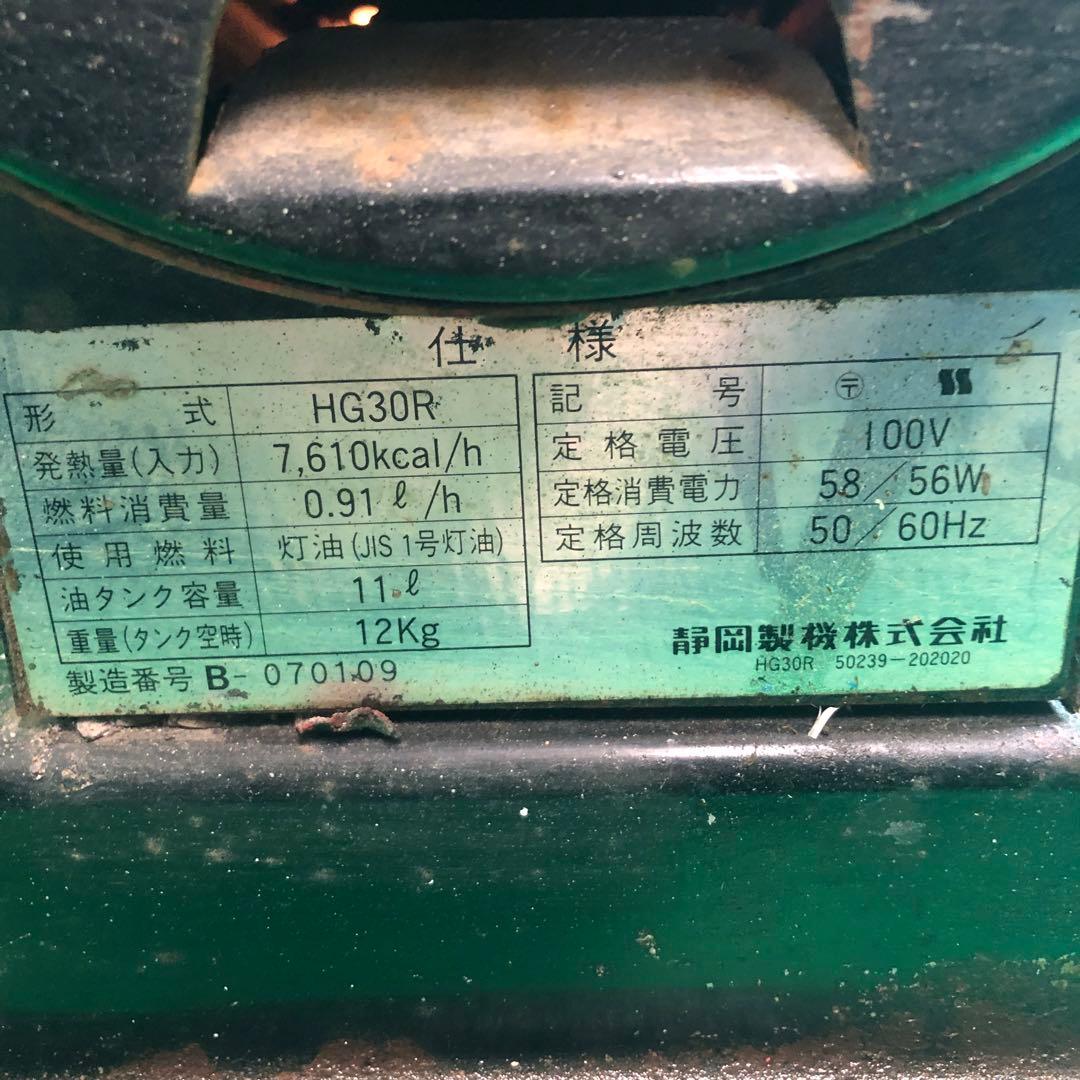 仕様
形式 HG30R
発熱量(入力) 7,610kcal/h
燃料消費量 0.91ℓ/h
使用燃料 灯油(JIS 1号灯油)
油タンク容量 11ℓ
重量(タンク空時) 12Kg
製造番号 B-070109
記号 〶 SS
定格電圧 100V
定格消費電力 58/56W
定格周波数 50/60Hz
静岡製機株式会社
HG30R 50239-202020